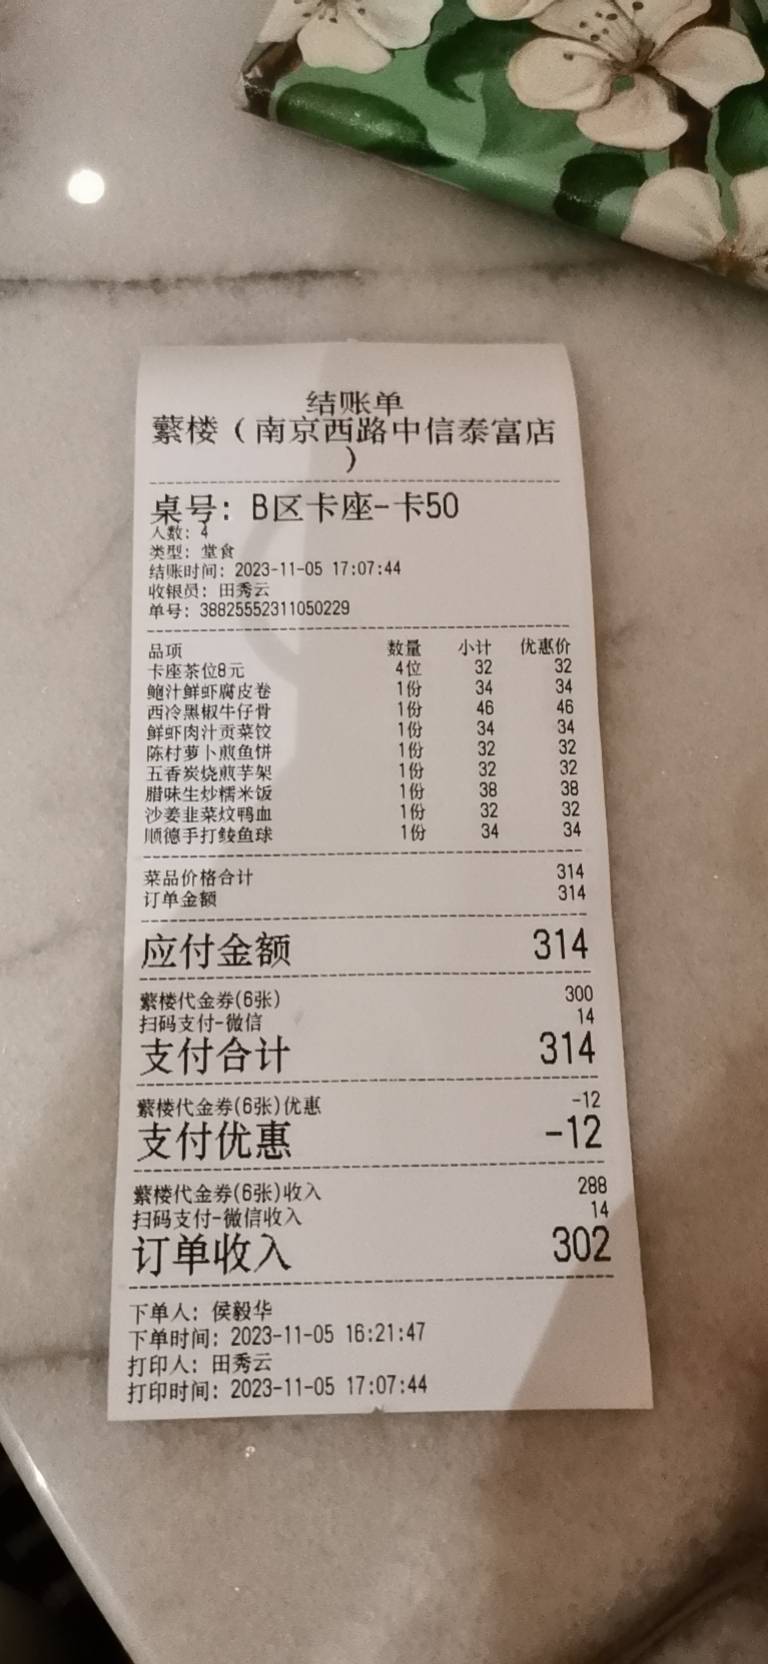 结账单
蘩楼（南京西路中信泰富店
）
桌号: B区卡座-卡50
人数: 4
类型: 堂食
结账时间: 2023-11-05 17:07:44
收银员: 田秀云
单号: 38825552311050229
品项 数量 小计 优惠价
卡座茶位8元 4位 32 32
鲍汁鲜虾腐皮卷 1份 34 34
西冷黑椒牛仔骨 1份 46 46
鲜虾肉汁贡菜饺 1份 34 34
陈村萝卜煎鱼饼 1份 32 32
五香炭烧煎芋架 1份 32 32
腊味生炒糯米饭 1份 38 38
沙姜韭菜炆鸭血 1份 32 32
顺德手打鲮鱼球 1份 34 34
菜品价格合计 314
订单金额 314
应付金额 314
蘩楼代金券(6张) 300
扫码支付-微信 14
支付合计 314
蘩楼代金券(6张)优惠 -12
支付优惠 -12
蘩楼代金券(6张)收入 288
扫码支付-微信收入 14
订单收入 302
下单人: 侯毅华
下单时间: 2023-11-05 16:21:47
打印人: 田秀云
打印时间: 2023-11-05 17:07:44